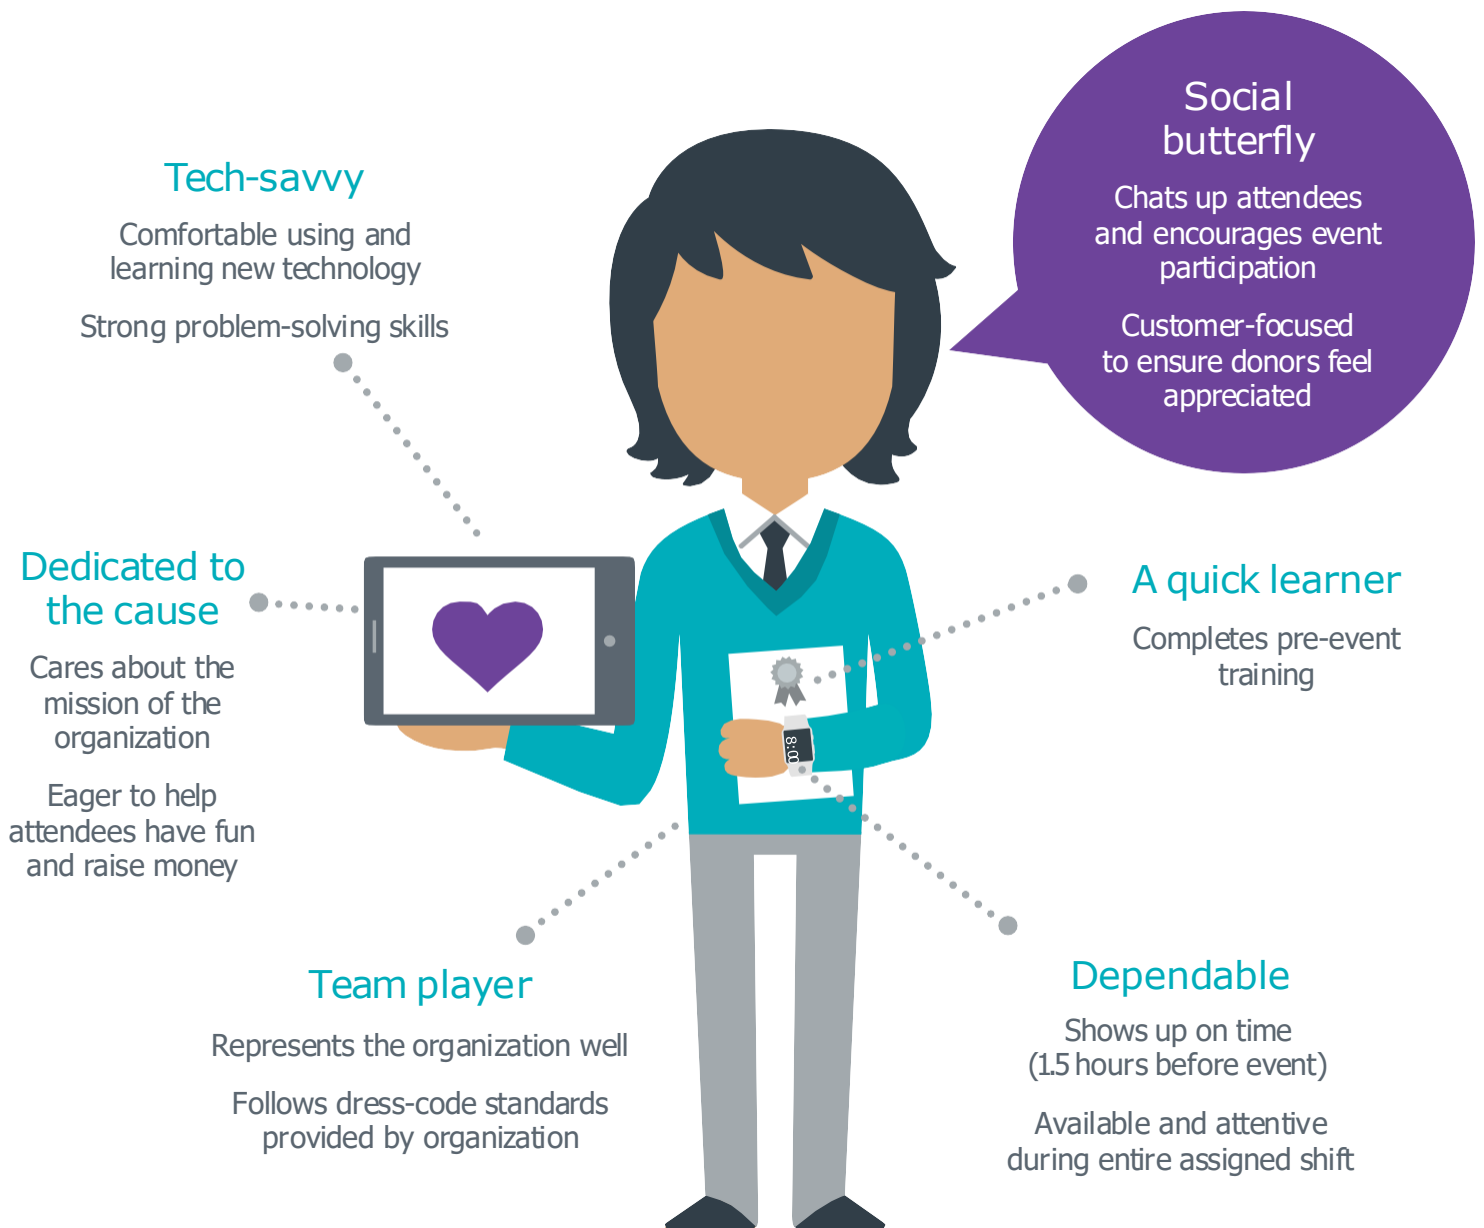 Social
butterfly
Chats up attendees
and encourages event
participation
Customer-focused
to ensure donors feel
appreciated
Tech-savvy
Comfortable using and
learning new technology
Strong problem-solving skills
Dedicated to
the cause
Cares about the
mission of the
organization
Eager to help
attendees have fun
and raise money
A quick learner
Completes pre-event
training
8:00
Team player
Represents the organization well
Follows dress-code standards
provided by organization
Dependable
Shows up on time
(1.5 hours before event)
Available and attentive
during entire assigned shift